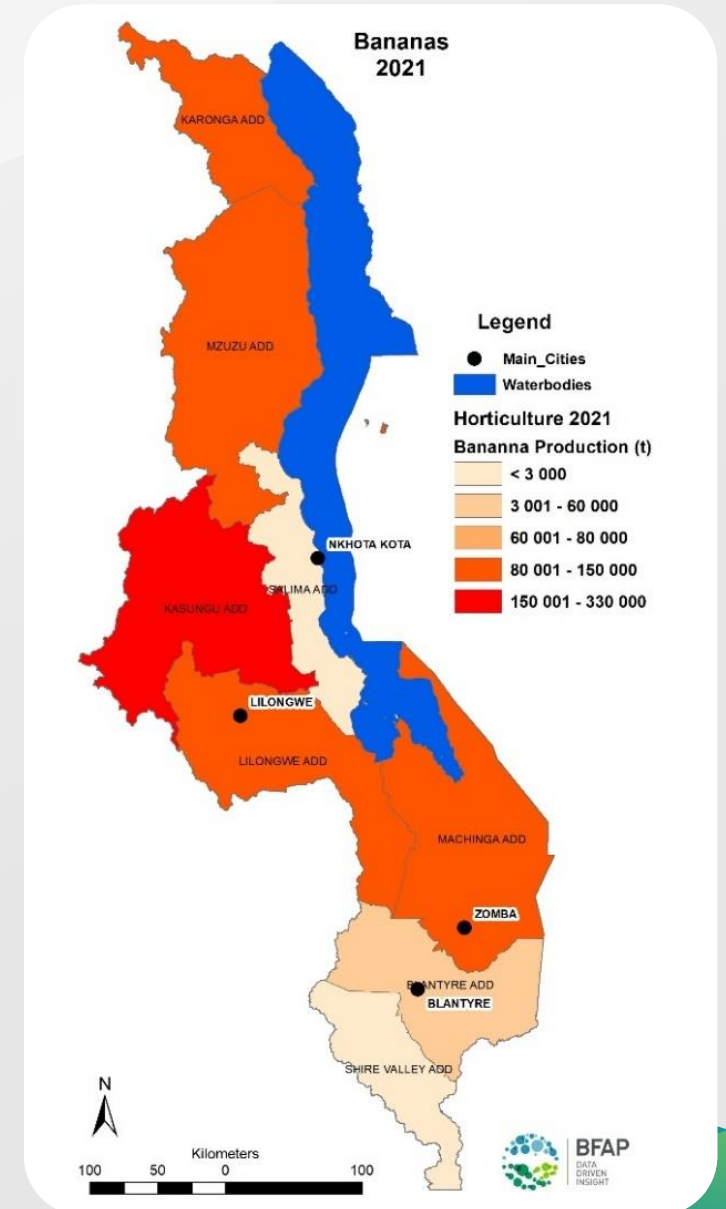 Bananas
2021
KARONGA ADD
MZUZU ADD
Legend
Main_Cities
Waterbodies
Horticulture 2021
Bananna Production (t)
< 3 000
3 001 - 60 000
60 001 - 80 000
80 001 - 150 000
150 001 - 330 000
NKHOTA KOTA
SALIMA ADD
KASUNGU ADD
LILONGWE
LILONGWE ADD
MACHINGA ADD
ZOMBA
BLANTYRE ADD
BLANTYRE
SHIRE VALLEY ADD
N
Kilometers
100 50 0 100
BFAP
DATA
DRIVEN
INSIGHT